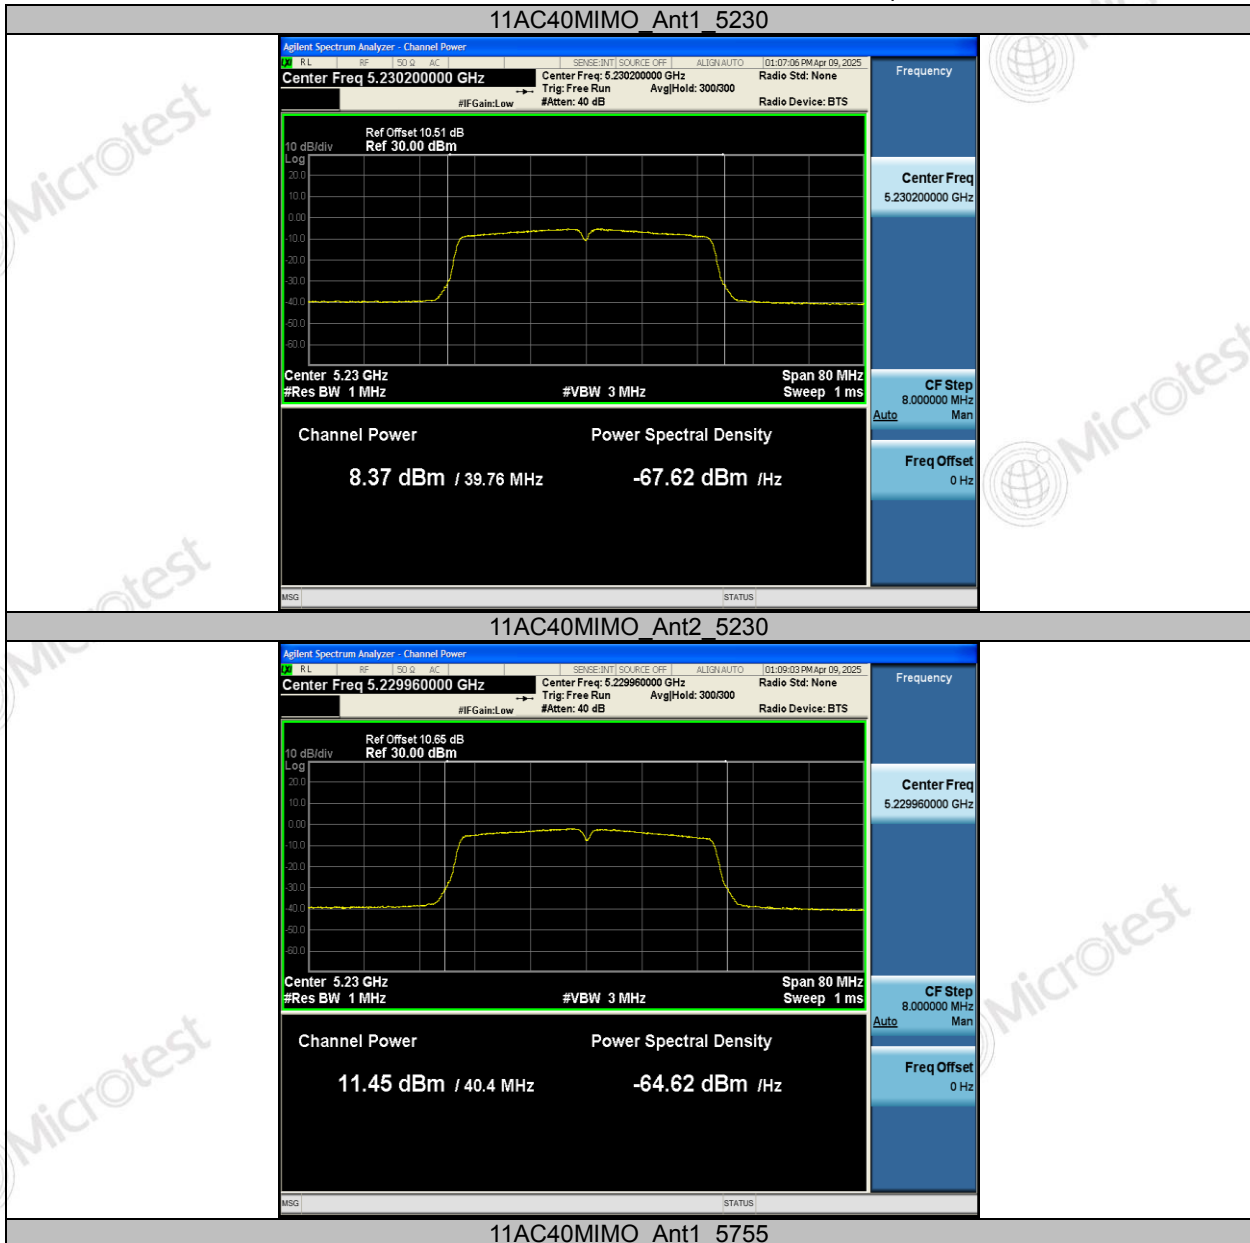 11AC40MIMO_Ant1_5230
Agilent Spectrum Analyzer - Channel Power
RL RF 50 Ω AC SENSE:INT SOURCE OFF ALIGNAUTO 01:07:06 PM Apr 09, 2025
Center Freq 5.230200000 GHz
Center Freq: 5.230200000 GHz
Radio Std: None
Trig: Free Run Avg|Hold: 300/300
#IFGain:Low #Atten: 40 dB Radio Device: BTS
Ref Offset 10.51 dB
10 dB/div Ref 30.00 dBm
Log
20.0
10.0
0.00
-10.0
-20.0
-30.0
-40.0
-50.0
-60.0
Center 5.23 GHz Span 80 MHz
#Res BW 1 MHz #VBW 3 MHz Sweep 1 ms
Channel Power Power Spectral Density
8.37 dBm / 39.76 MHz -67.62 dBm /Hz
MSG STATUS
Frequency
Center Freq
5.230200000 GHz
CF Step
8.000000 MHz
Auto Man
Freq Offset
0 Hz
11AC40MIMO_Ant2_5230
Agilent Spectrum Analyzer - Channel Power
RL RF 50 Ω AC SENSE:INT SOURCE OFF ALIGNAUTO 01:09:03 PM Apr 09, 2025
Center Freq 5.229960000 GHz
Center Freq: 5.229960000 GHz
Radio Std: None
Trig: Free Run Avg|Hold: 300/300
#IFGain:Low #Atten: 40 dB Radio Device: BTS
Ref Offset 10.65 dB
10 dB/div Ref 30.00 dBm
Log
20.0
10.0
0.00
-10.0
-20.0
-30.0
-40.0
-50.0
-60.0
Center 5.23 GHz Span 80 MHz
#Res BW 1 MHz #VBW 3 MHz Sweep 1 ms
Channel Power Power Spectral Density
11.45 dBm / 40.4 MHz -64.62 dBm /Hz
MSG STATUS
Frequency
Center Freq
5.229960000 GHz
CF Step
8.000000 MHz
Auto Man
Freq Offset
0 Hz
11AC40MIMO_Ant1_5755
Microtest
Microtest
Microtest
Microtest